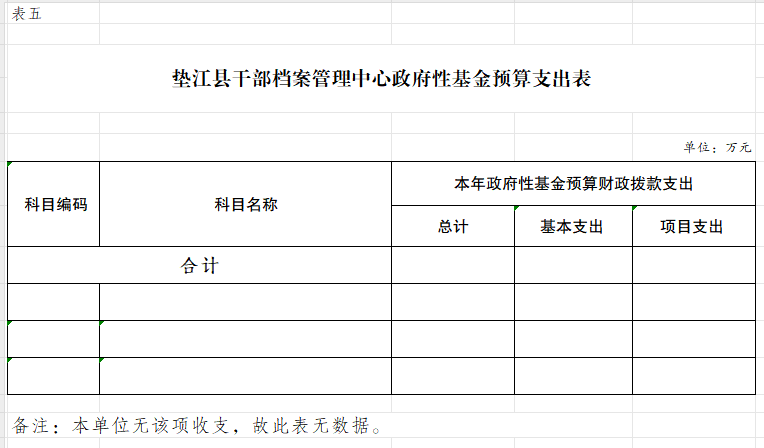 表五
垫江县干部档案管理中心政府性基金预算支出表
单位：万元
科目编码 科目名称 本年政府性基金预算财政拨款支出
总计 基本支出 项目支出
合计
备注：本单位无该项收支，故此表无数据。